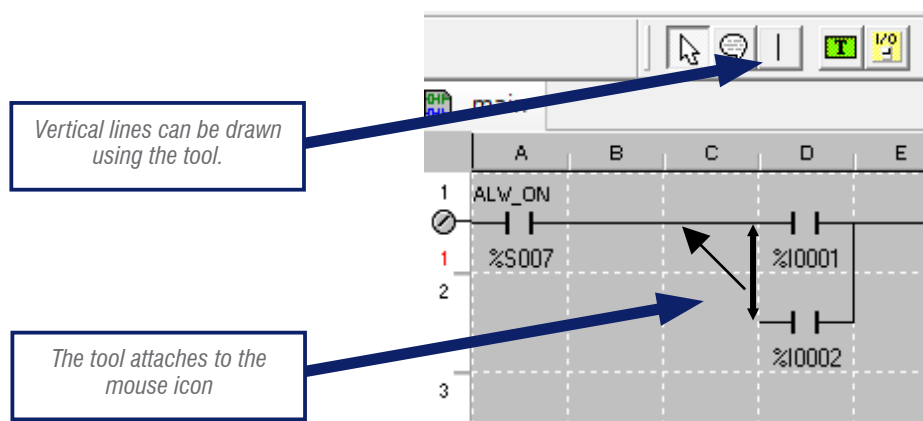 T
I/O
main
Vertical lines can be drawn
using the tool.
A B C D E
1
ALW_ON
1
%S007
%I0001
2
%I0002
The tool attaches to the
mouse icon
3